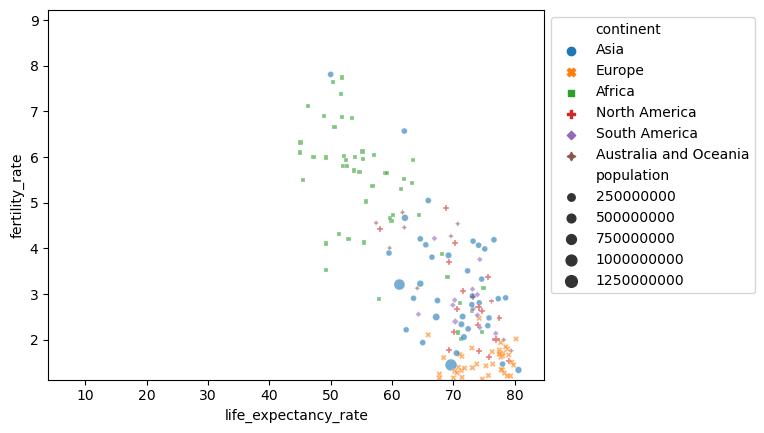 9
8
7
6
5
4
3
2
fertility_rate
10 20 30 40 50 60 70 80
life_expectancy_rate
continent
Asia
Europe
Africa
North America
South America
Australia and Oceania
population
250000000
500000000
750000000
1000000000
1250000000